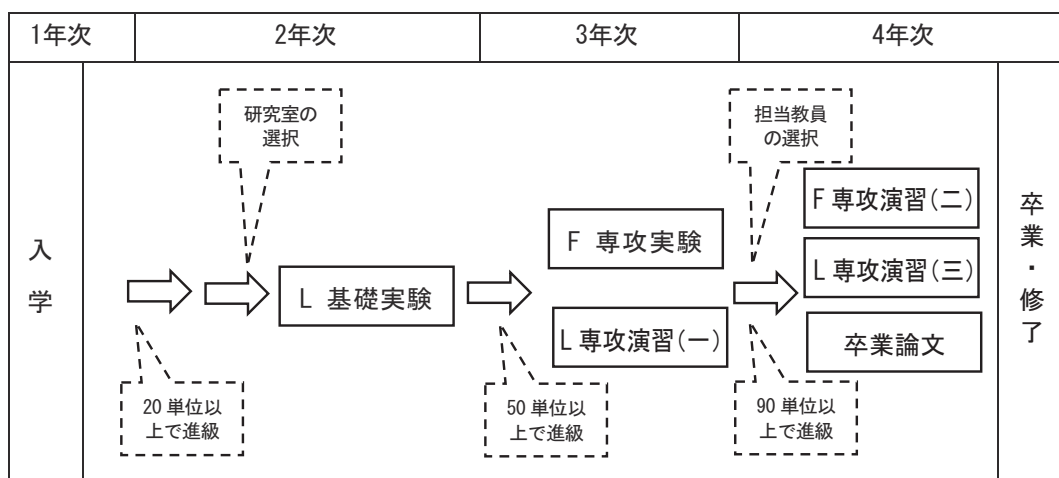 1年次
2年次
3年次
4年次
入
学
研究室の
選択
担当教員
の選択
L 基礎実験
F 専攻実験
L 専攻演習(一)
F 専攻演習(二)
L 専攻演習(三)
卒業論文
20 単位以
上で進級
50 単位以
上で進級
90 単位以
上で進級
卒
業
・
修
了